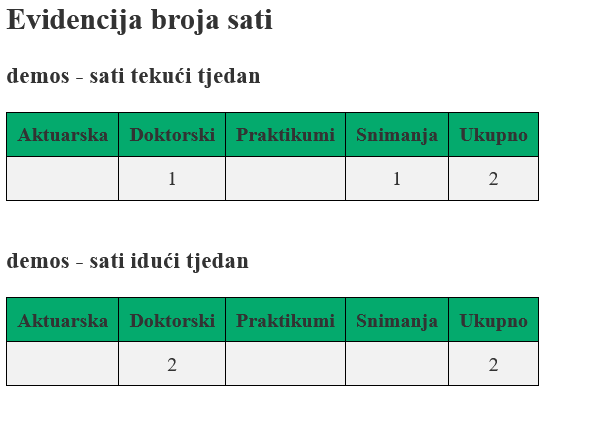 Evidencija broja sati
demos - sati tekući tjedan
Aktuarska Doktorski Praktikumi Snimanja Ukupno
1 1 2
demos - sati idući tjedan
Aktuarska Doktorski Praktikumi Snimanja Ukupno
2 2